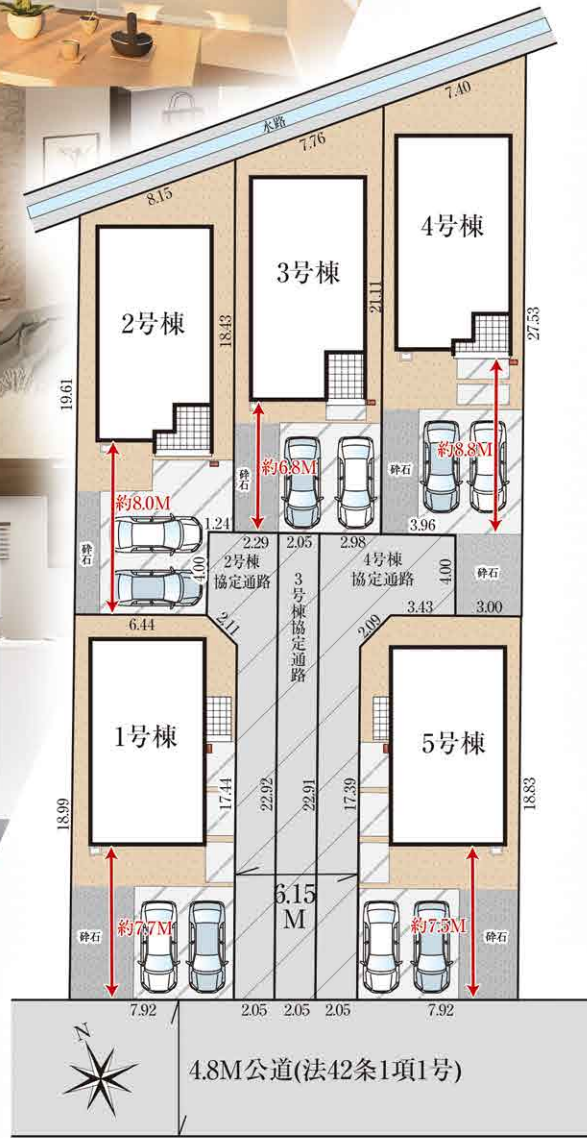 7.40
水路
7.76
8.15
4号棟
3号棟
2号棟
21.11
18.43
27.53
19.61
約8.8M
約6.8M
約8.0M
砕石
砕石
砕石
砕石
1.24
2.29
2.05
2.98
3.96
4.00
2号棟
協定通路
3号棟協定通路
4号棟
協定通路
4.00
6.44
2.11
2.09
3.43
3.00
1号棟
5号棟
18.99
17.44
22.92
22.91
17.39
18.83
6.15
M
約7.7M
約7.5M
砕石
砕石
7.92
2.05
2.05
2.05
7.92
N
4.8M公道(法42条1項1号)